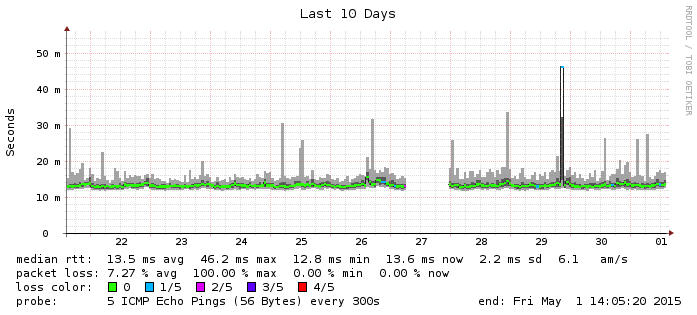 Last 10 Days
RRDTOOL / TOBI OETIKER
Seconds
50 m
40 m
30 m
20 m
10 m
0
22 23 24 25 26 27 28 29 30 01
median rtt: 13.5 ms avg 46.2 ms max 12.8 ms min 13.6 ms now 2.2 ms sd 6.1 am/s
packet loss: 7.27 % avg 100.00 % max 0.00 % min 0.00 % now
loss color: 0 1/5 2/5 3/5 4/5
probe: 5 ICMP Echo Pings (56 Bytes) every 300s end: Fri May 1 14:05:20 2015